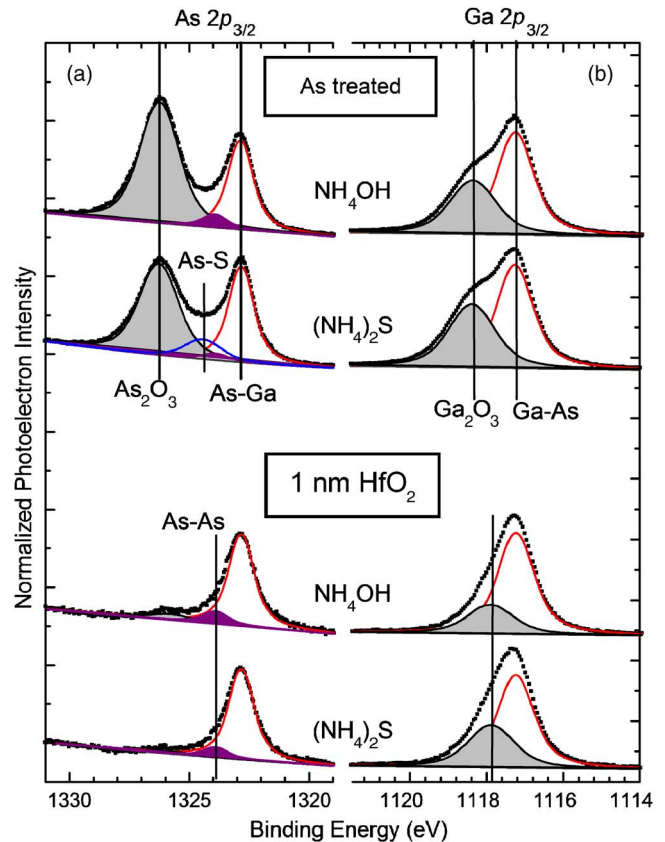 As 2p3/2 Ga 2p3/2
(a) As treated (b)
NH4OH
As-S
(NH4)2S
As2O3 As-Ga Ga2O3 Ga-As
1 nm HfO2
As-As
NH4OH
(NH4)2S
Normalized Photoelectron Intensity
1330 1325 1320 1120 1118 1116 1114
Binding Energy (eV)